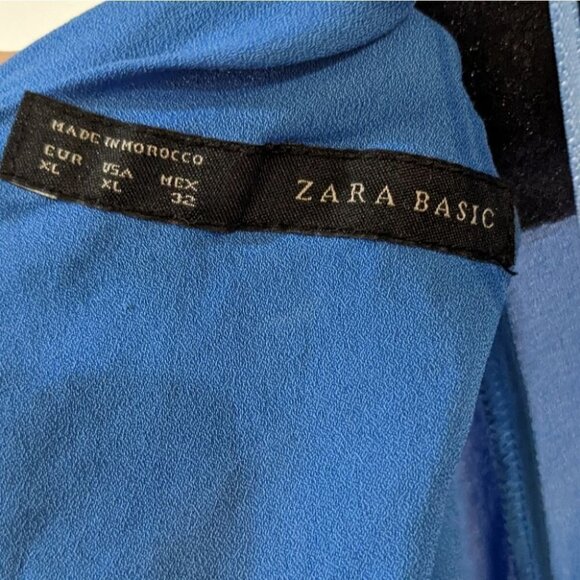 MADE IN MOROCCO
EUR USA MEX
XL XL 32
ZARA BASIC